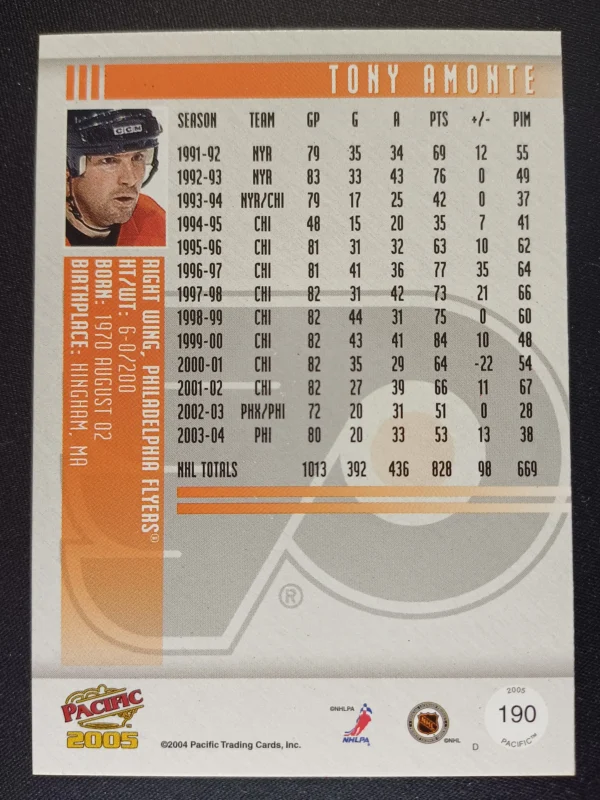 TONY AMONTE
CCM
SEASON TEAM GP G A PTS +/- PIM
1991-92 NYR 79 35 34 69 12 55
1992-93 NYR 83 33 43 76 0 49
1993-94 NYR/CHI 79 17 25 42 0 37
1994-95 CHI 48 15 20 35 7 41
1995-96 CHI 81 31 32 63 10 62
1996-97 CHI 81 41 36 77 35 64
1997-98 CHI 82 31 42 73 21 66
1998-99 CHI 82 44 31 75 0 60
1999-00 CHI 82 43 41 84 10 48
2000-01 CHI 82 35 29 64 -22 54
2001-02 CHI 82 27 39 66 11 67
2002-03 PHX/PHI 72 20 31 51 0 28
2003-04 PHI 80 20 33 53 13 38
NHL TOTALS 1013 392 436 828 98 669
RIGHT WING, PHILADELPHIA FLYERS®
HT/WT: 6-0/200
BORN: 1970 AUGUST 02
BIRTHPLACE: HINGHAM, MA
®
PACIFIC
2005
©2004 Pacific Trading Cards, Inc.
©NHLPA
NHLPA
NHL
©NHL
D
2005
190
PACIFIC™